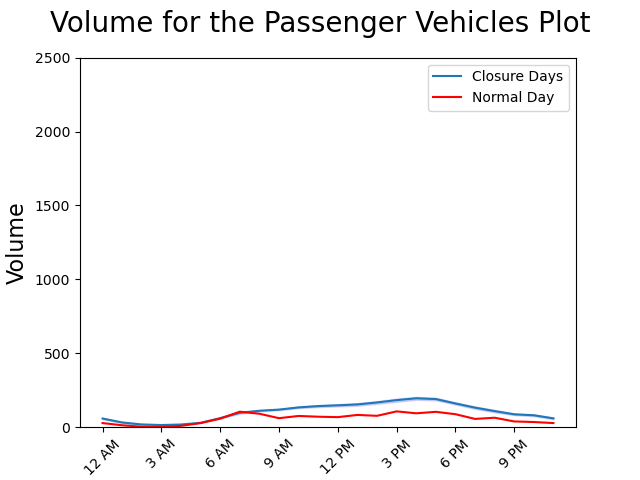 Volume for the Passenger Vehicles Plot
2500
2000
1500
1000
500
0
Volume
Closure Days
Normal Day
12 AM
3 AM
6 AM
9 AM
12 PM
3 PM
6 PM
9 PM